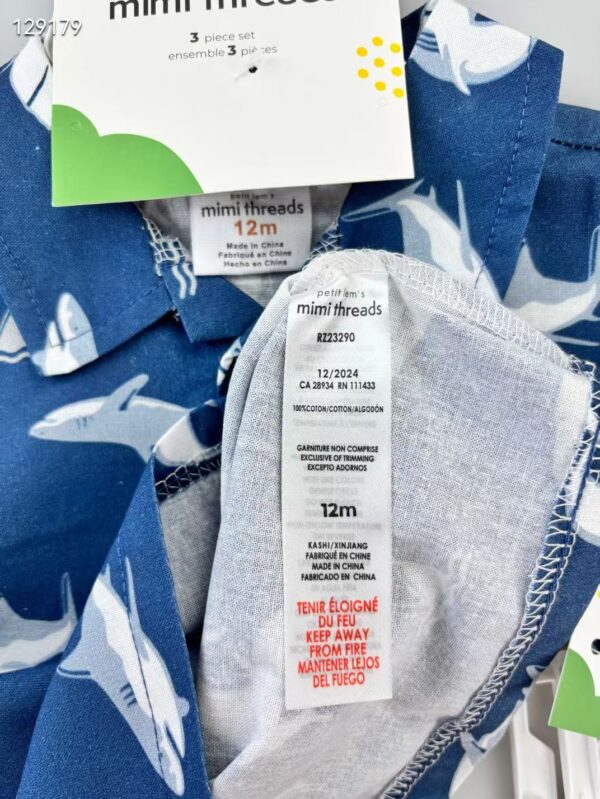 129179
mimi threads
3 piece set
ensemble 3 pièces
petit lem's
mimi threads
12m
Made in China
Fabriqué en Chine
Hecho en China
petit lem's
mimi threads
RZ23290
12/2024
CA 28934 RN 111433
100%COTON/COTTON/ALGODÓN
GARNITURE NON COMPRISE
EXCLUSIVE OF TRIMMING
EXCEPTO ADORNOS
12m
KASHI/XINJIANG
FABRIQUÉ EN CHINE
MADE IN CHINA
FABRICADO EN CHINA
TENIR ÉLOIGNÉ
DU FEU
KEEP AWAY
FROM FIRE
MANTENER LEJOS
DEL FUEGO